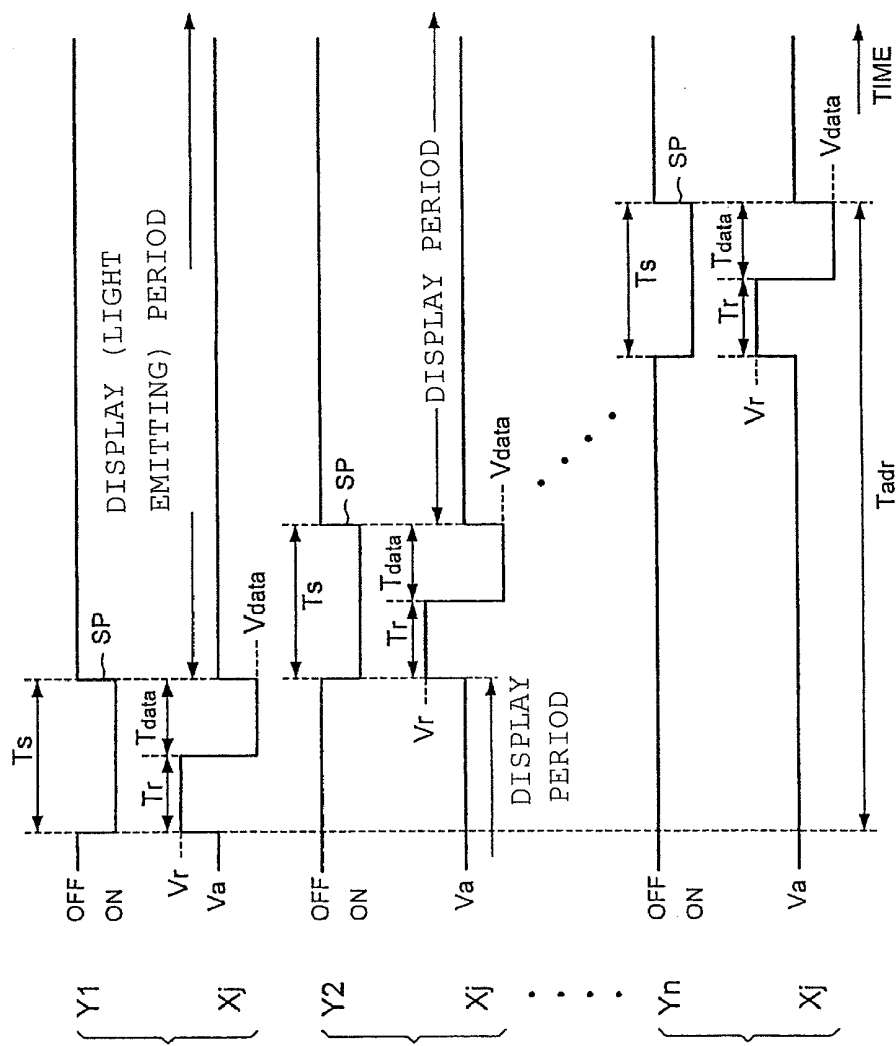 Y1
OFF
ON
Ts
SP
DISPLAY (LIGHT
EMITTING) PERIOD
Xj
Vr
Va
Tr
Tdata
Vdata
Y2
OFF
ON
Ts
SP
DISPLAY PERIOD
Xj
Va
Vr
Tr
Tdata
Vdata
DISPLAY
PERIOD
Yn
OFF
ON
Ts
SP
Xj
Va
Vr
Tr
Tdata
Vdata
Tadr
TIME